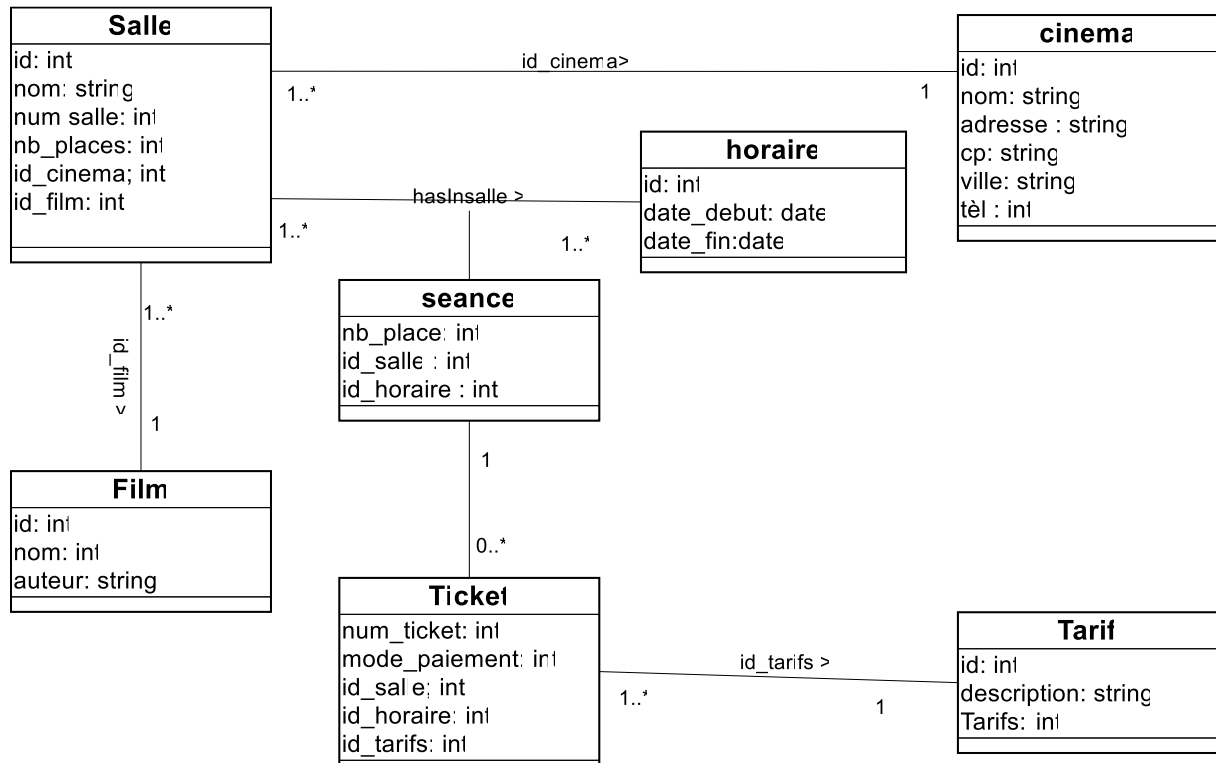 Salle
id: int
nom: string
num salle: int
nb_places: int
id_cinema; int
id_film: int
id_cinema>
1..*
1
cinema
id: int
nom: string
adresse : string
cp: string
ville: string
tèl : int
horaire
id: int
date_debut: date
date_fin:date
hasInsalle >
1..*
1..*
seance
nb_place: int
id_salle : int
id_horaire : int
1..*
id_film >
1
Film
id: int
nom: int
auteur: string
1
0..*
Ticket
num_ticket: int
mode_paiement: int
id_salle; int
id_horaire: int
id_tarifs: int
id_tarifs >
1..*
1
Tarif
id: int
description: string
Tarifs: int